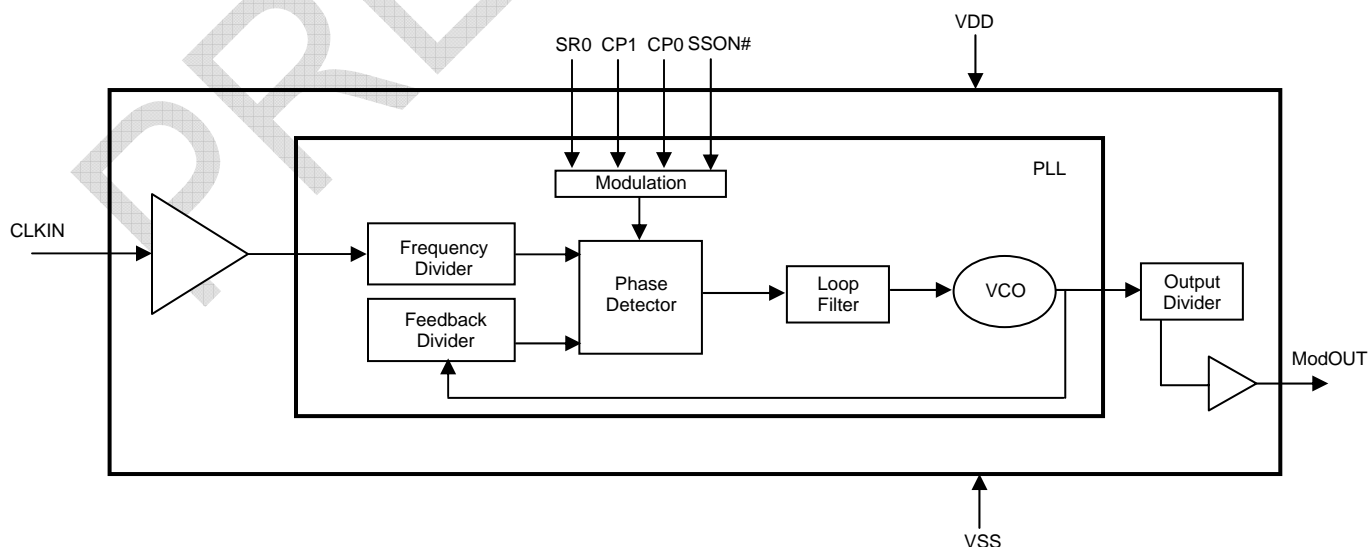 VDD
SR0 CP1 CP0 SSON#
PLL
Modulation
CLKIN
Frequency
Divider
Phase
Detector
Loop
Filter
VCO
Output
Divider
Feedback
Divider
ModOUT
VSS